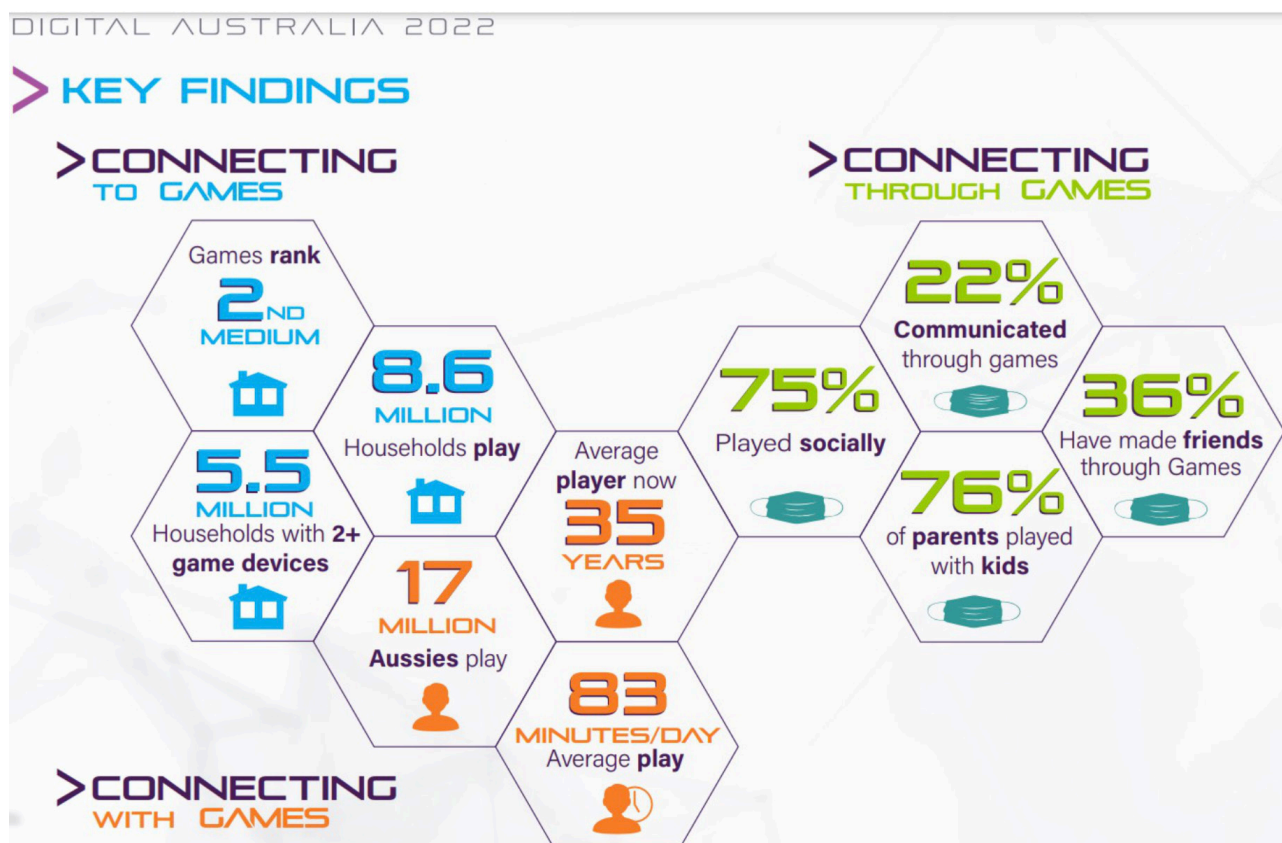 DIGITAL AUSTRALIA 2022
> KEY FINDINGS
>CONNECTING
TO GAMES
Games rank
2ND
MEDIUM
8.6
MILLION
Households play
5.5
MILLION
Households with 2+
game devices
17
MILLION
Aussies play
Average
player now
35
YEARS
83
MINUTES/DAY
Average play
>CONNECTING
WITH GAMES
>CONNECTING
THROUGH GAMES
22%
Communicated
through games
75%
Played socially
36%
Have made friends
through Games
76%
of parents played
with kids